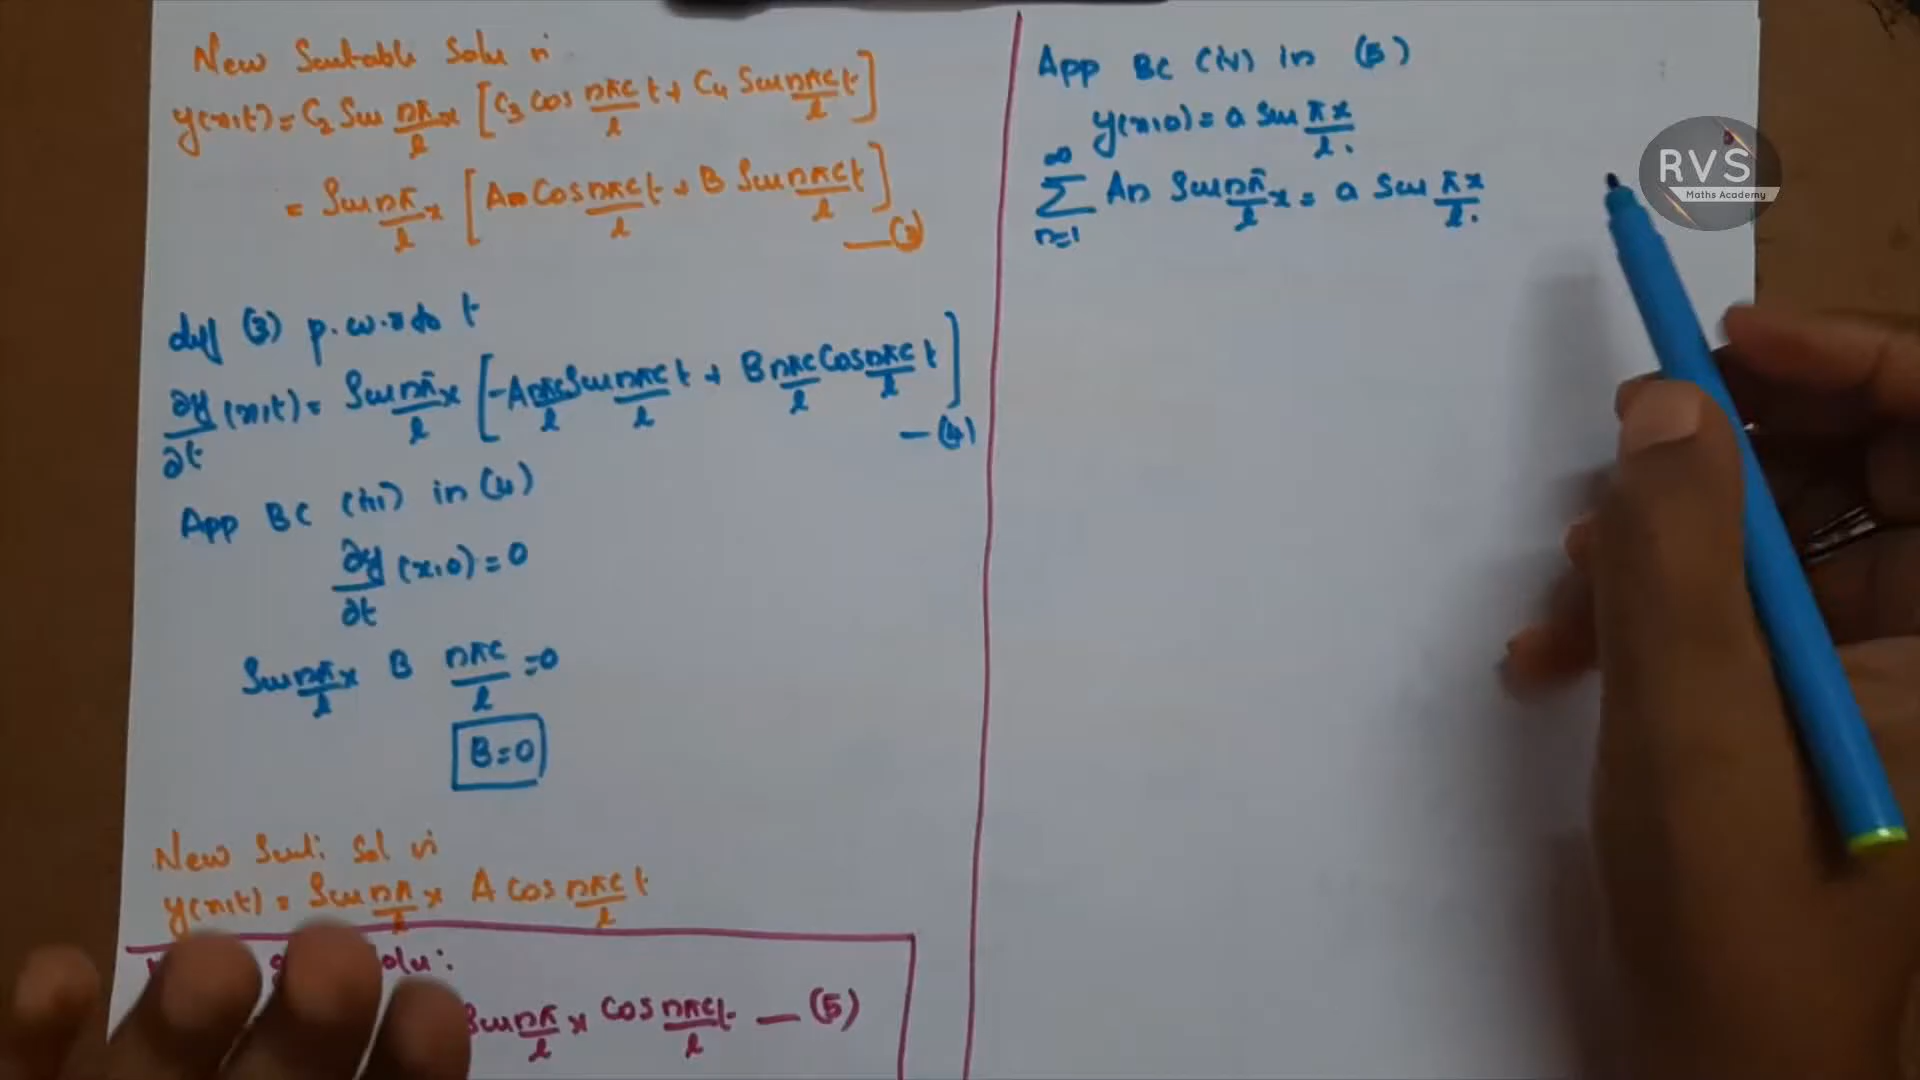 New Suitable Solu is
y(x,t) = C₂ Sin nπ/l x [C₃ Cos nπc/l t + C₄ Sin nπc/l t]
= Sin nπ/l x [An Cos nπc/l t + B Sin nπc/l t]
—(3)
diff (3) p.w.r.to t
∂y/∂t (x,t) = Sin nπ/l x [-A nπc/l Sin nπc/l t + B nπc/l Cos nπc/l t]
—(4)
App BC (iii) in (4)
∂y/∂t (x,0) = 0
Sin nπ/l x B nπc/l = 0
B=0
New Suit: Sol is
y(x,t) = Sin nπ/l x A Cos nπc/l t
Solu:
Sin nπ/l x Cos nπc/l t —(5)
App BC (iv) in (5)
y(x,0) = a Sin πx/l.
∞ Σ n=1 An Sin nπ/l x = a Sin πx/l.
RVS
Maths Academy